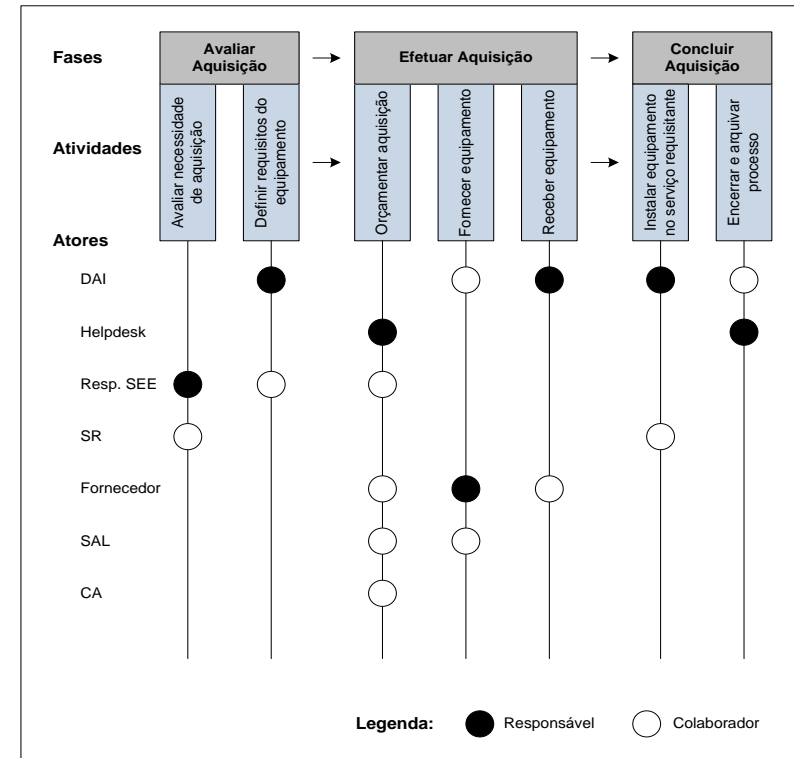 Fases
Avaliar
Aquisição
Efetuar Aquisição
Concluir
Aquisição
Atividades
Avaliar necessidade
de aquisição
Definir requisitos do
equipamento
Orçamentar aquisição
Fornecer equipamento
Receber equipamento
Instalar equipamento
no serviço requisitante
Encerrar e arquivar
processo
Atores
DAI
Helpdesk
Resp. SEE
SR
Fornecedor
SAL
CA
Legenda:
Responsável
Colaborador